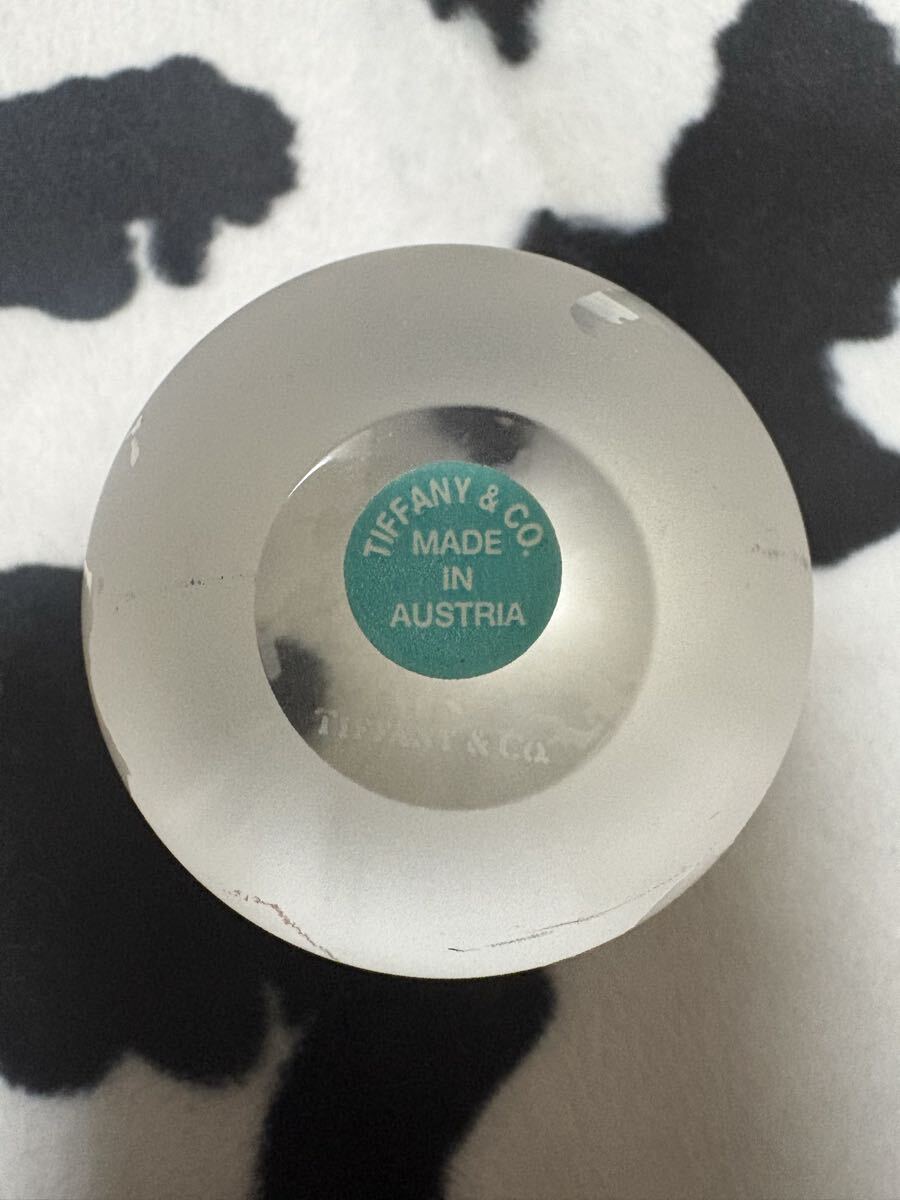 TIFFANY & CO.
MADE
IN
AUSTRIA
TIFFANY & CO.